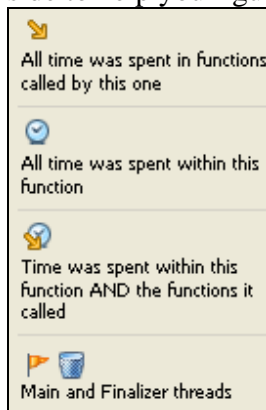 All time was spent in functions
called by this one
All time was spent within this
function
Time was spent within this
function AND the functions it
called
Main and Finalizer threads